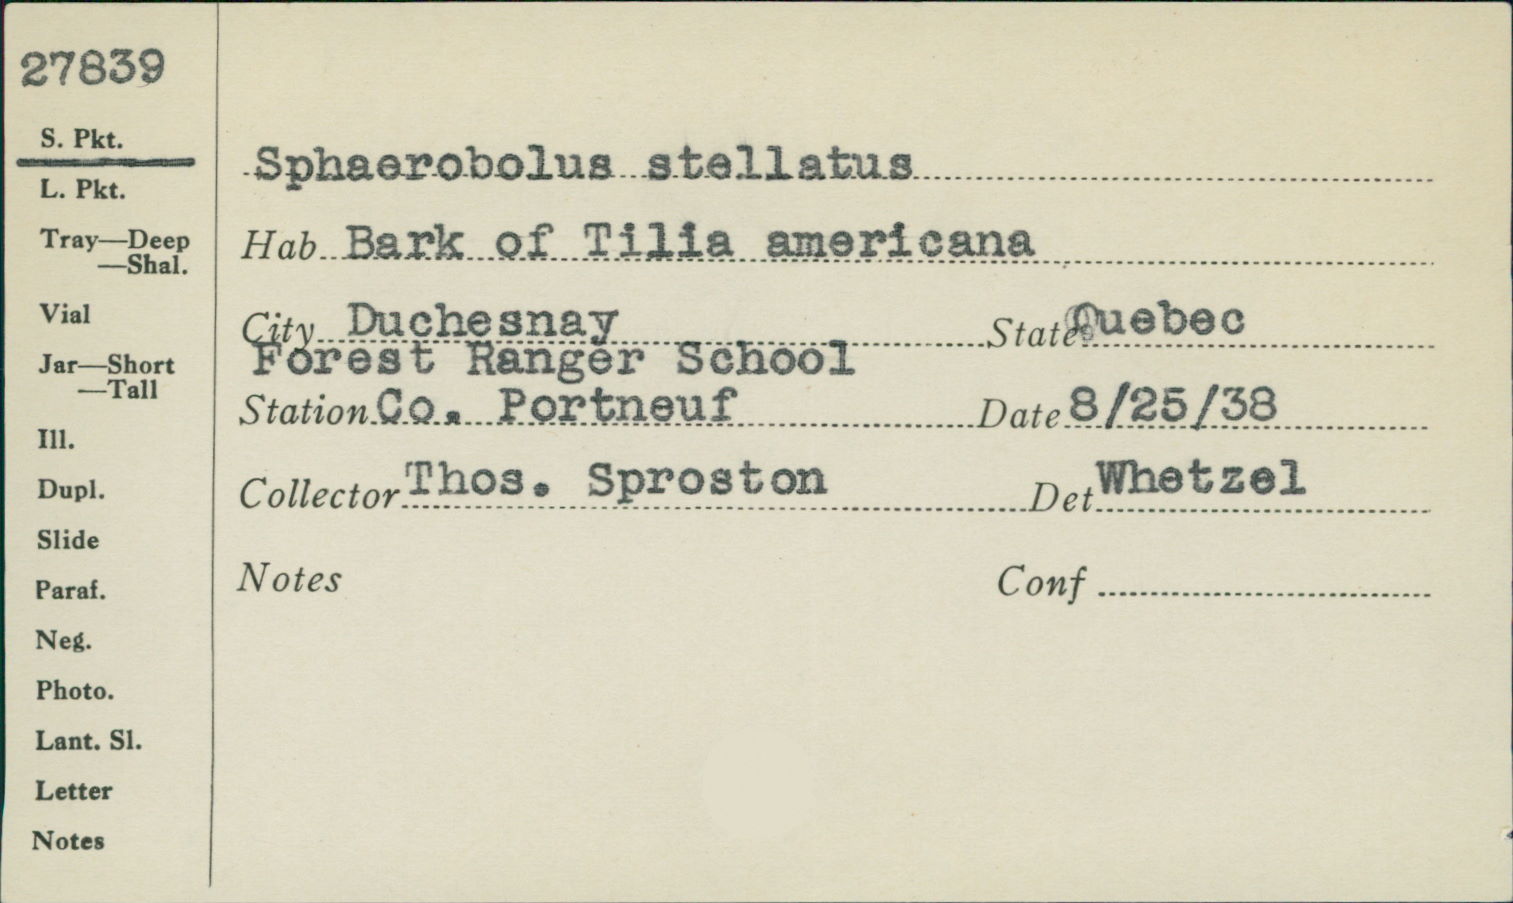 27839
S. Pkt.
L. Pkt.
Tray—Deep
—Shal.
Vial
Jar—Short
—Tall
Ill.
Dupl.
Slide
Paraf.
Neg.
Photo.
Lant. Sl.
Letter
Notes
Sphaerobolus stellatus
Hab Bark of Tilia americana
City Duchesnay State Quebec
Forest Ranger School
Station Co. Portneuf Date 8/25/38
Collector Thos. Sproston Det Whetzel
Notes Conf